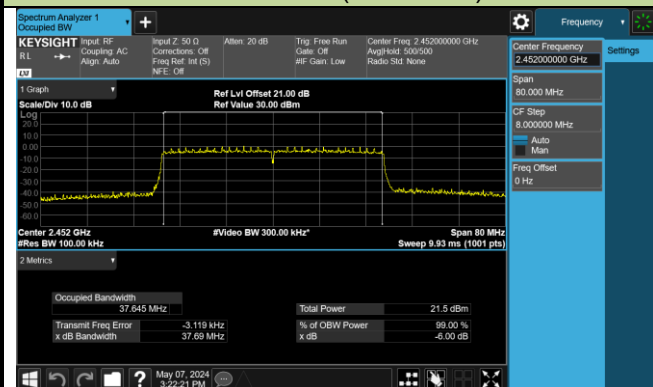 Spectrum Analyzer 1
Occupied BW
+
Frequency
KEYSIGHT
RL
LXI
Input: RF
Coupling: AC
Align: Auto
Input Z: 50 Ω
Corrections: Off
Freq Ref: Int (S)
NFE: Off
Atten: 20 dB
Trig: Free Run
Gate: Off
#IF Gain: Low
Center Freq: 2.452000000 GHz
Avg|Hold: 500/500
Radio Std: None
Center Frequency
2.452000000 GHz
Settings
Span
80.000 MHz
CF Step
8.000000 MHz
Auto
Man
Freq Offset
0 Hz
1 Graph
Scale/Div 10.0 dB
Ref Lvl Offset 21.00 dB
Ref Value 30.00 dBm
Log
20.0
10.0
0.00
-10.0
-20.0
-30.0
-40.0
-50.0
-60.0
Center 2.452 GHz
#Video BW 300.00 kHz*
Span 80 MHz
#Res BW 100.00 kHz
Sweep 9.93 ms (1001 pts)
2 Metrics
Occupied Bandwidth
37.645 MHz
Total Power 21.5 dBm
Transmit Freq Error -3.119 kHz
% of OBW Power 99.00 %
x dB Bandwidth 37.69 MHz
x dB -6.00 dB
?
May 07, 2024
3:22:21 PM